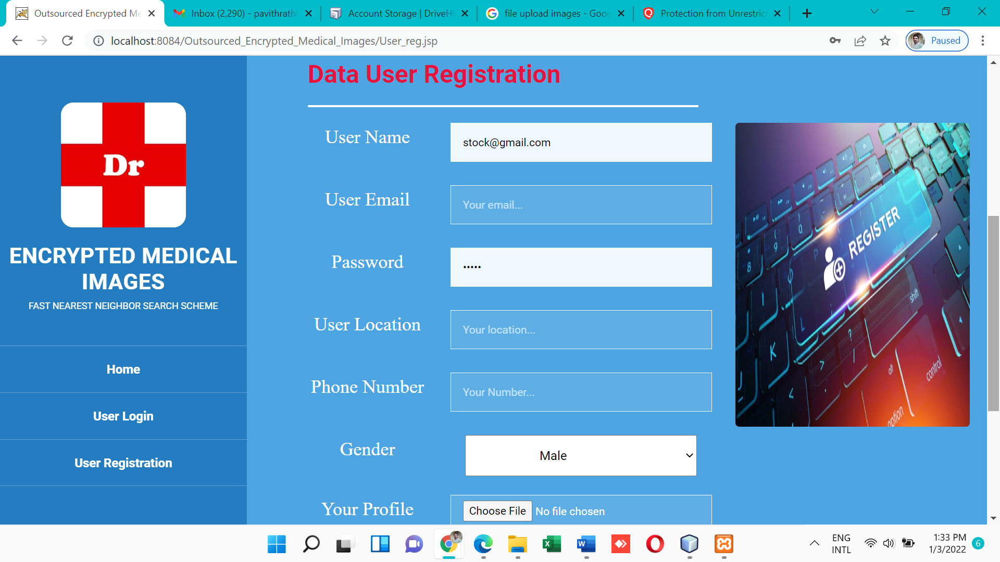 Outsourced Encrypted Me
Inbox (2,290) - pavithrathi
Account Storage | DriveH
file upload images - Goog
Protection from Unrestric
localhost:8084/Outsourced_Encrypted_Medical_Images/User_reg.jsp
Paused
Dr
ENCRYPTED MEDICAL
IMAGES
FAST NEAREST NEIGHBOR SEARCH SCHEME
Home
User Login
User Registration
Data User Registration
User Name
stock@gmail.com
User Email
Your email...
Password
•••••
User Location
Your location...
Phone Number
Your Number...
Gender
Male
Your Profile
Choose File No file chosen
REGISTER
return
shift
alt
control
option
ENG
INTL
1:33 PM
1/3/2022
6